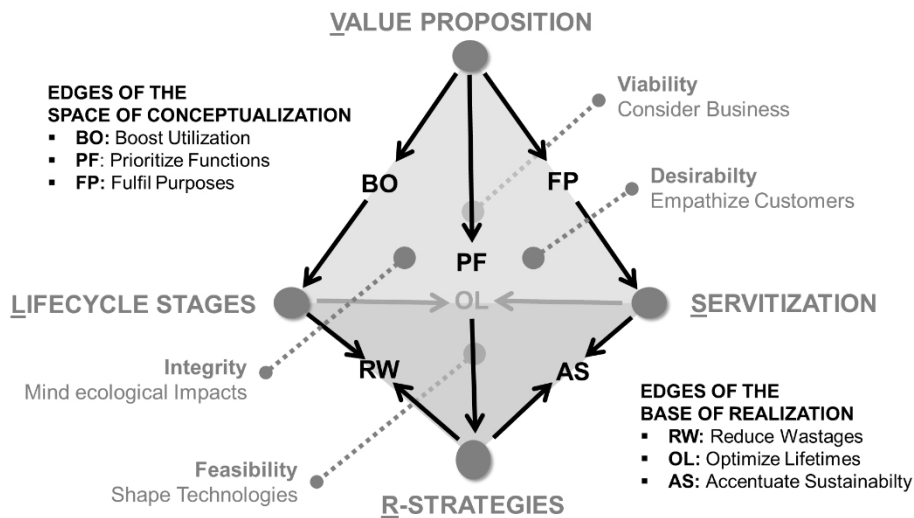 VALUE PROPOSITION
EDGES OF THE
SPACE OF CONCEPTUALIZATION
▪ BO: Boost Utilization
▪ PF: Prioritize Functions
▪ FP: Fulfil Purposes
Viability
Consider Business
BO
FP
Desirabilty
Empathize Customers
PF
LIFECYCLE STAGES
OL
SERVITIZATION
Integrity
Mind ecological Impacts
RW
AS
EDGES OF THE
BASE OF REALIZATION
▪ RW: Reduce Wastages
▪ OL: Optimize Lifetimes
▪ AS: Accentuate Sustainabilty
Feasibility
Shape Technologies
R-STRATEGIES